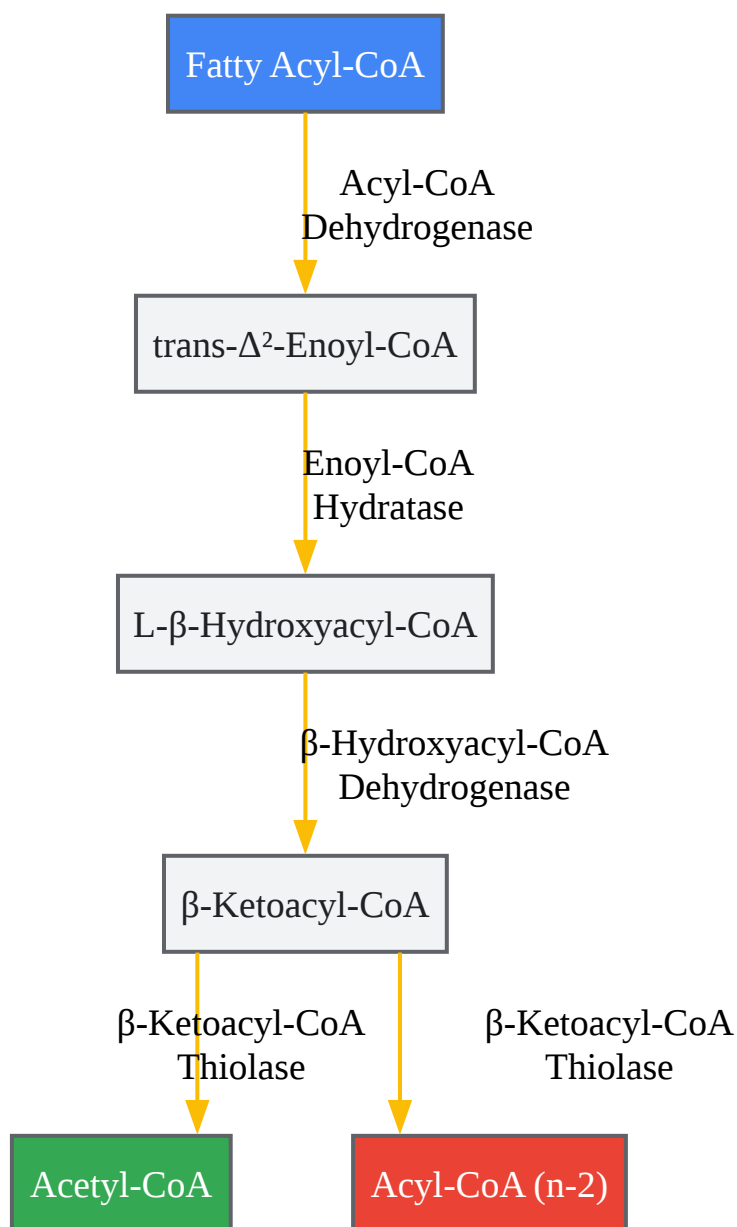 Fatty Acyl-CoA
Acyl-CoA
Dehydrogenase
trans-Δ²-Enoyl-CoA
Enoyl-CoA
Hydratase
L-β-Hydroxyacyl-CoA
β-Hydroxyacyl-CoA
Dehydrogenase
β-Ketoacyl-CoA
β-Ketoacyl-CoA
Thiolase
β-Ketoacyl-CoA
Thiolase
Acetyl-CoA
Acyl-CoA (n-2)